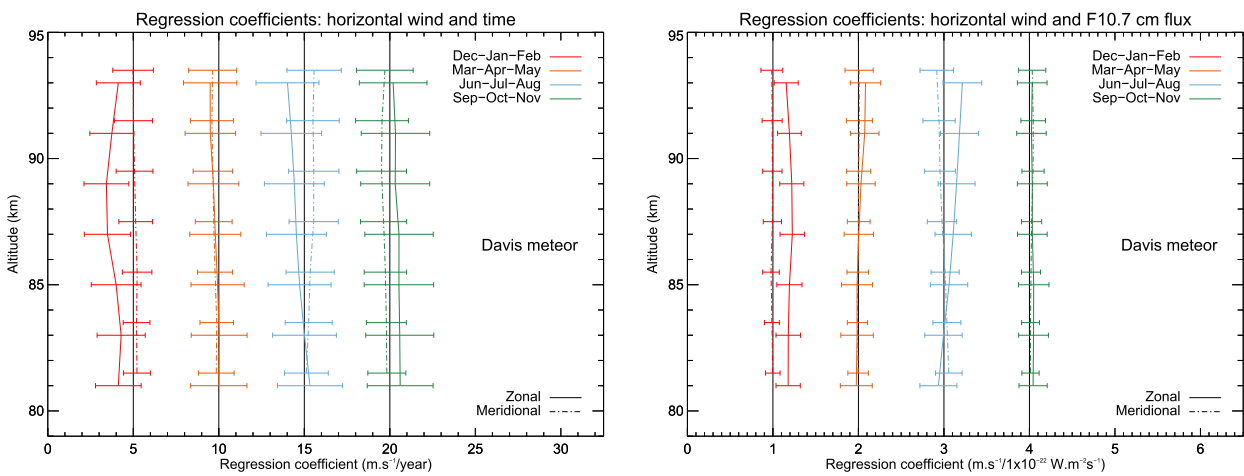 Regression coefficients: horizontal wind and time
95
90
85
80
Altitude (km)
Dec−Jan−Feb
Mar−Apr−May
Jun−Jul−Aug
Sep−Oct−Nov
Davis meteor
Zonal
Meridional
0 5 10 15 20 25 30
Regression coefficient (m.s⁻¹/year)
Regression coefficients: horizontal wind and F10.7 cm flux
95
90
85
80
Altitude (km)
Dec−Jan−Feb
Mar−Apr−May
Jun−Jul−Aug
Sep−Oct−Nov
Davis meteor
Zonal
Meridional
0 1 2 3 4 5 6
Regression coefficient (m.s⁻¹/1x10⁻²² W.m⁻²s⁻¹)